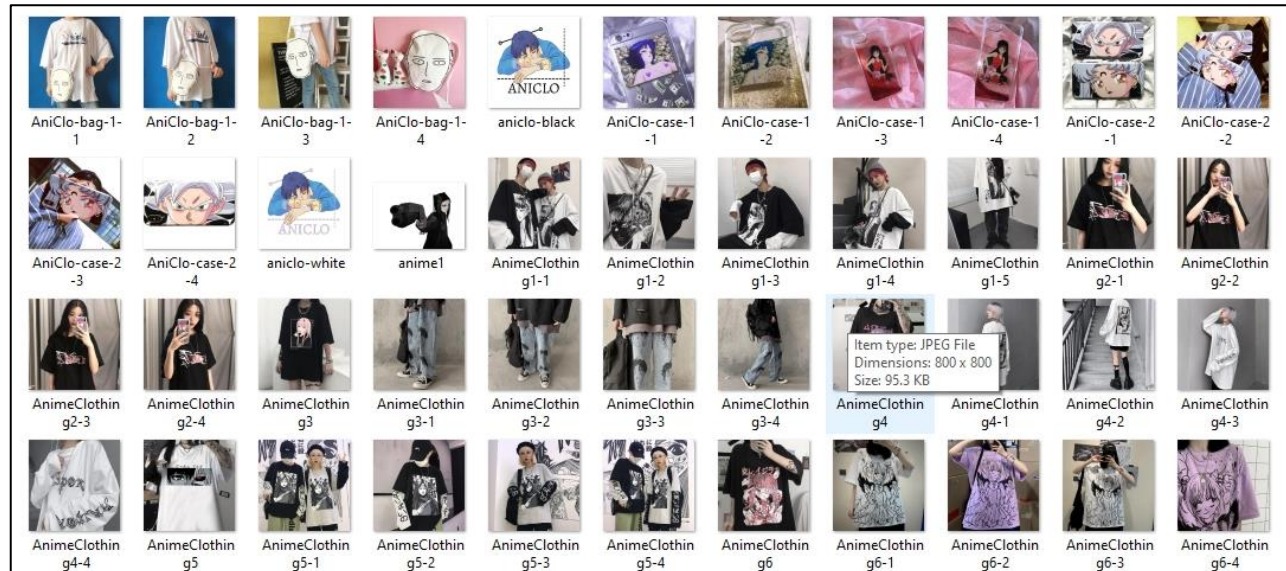 AniClo-bag-1-
1
AniClo-bag-1-
2
AniClo-bag-1-
3
AniClo-bag-1-
4
ANICLO
aniclo-black
AniClo-case-1
-1
AniClo-case-1
-2
AniClo-case-1
-3
AniClo-case-1
-4
AniClo-case-2
-1
AniClo-case-2
-2
AniClo-case-2
-3
AniClo-case-2
-4
ANICLO
aniclo-white
anime1
AnimeClothin
g1-1
AnimeClothin
g1-2
AnimeClothin
g1-3
AnimeClothin
g1-4
AnimeClothin
g1-5
AnimeClothin
g2-1
AnimeClothin
g2-2
AnimeClothin
g2-3
AnimeClothin
g2-4
AnimeClothin
g3
AnimeClothin
g3-1
AnimeClothin
g3-2
AnimeClothin
g3-3
AnimeClothin
g3-4
Item type: JPEG File
Dimensions: 800 x 800
Size: 95.3 KB
AnimeClothin
g4
AnimeClothin
g4-1
AnimeClothin
g4-2
AnimeClothin
g4-3
AnimeClothin
g4-4
AnimeClothin
g5
AnimeClothin
g5-1
AnimeClothin
g5-2
AnimeClothin
g5-3
AnimeClothin
g5-4
AnimeClothin
g6
AnimeClothin
g6-1
AnimeClothin
g6-2
AnimeClothin
g6-3
AnimeClothin
g6-4